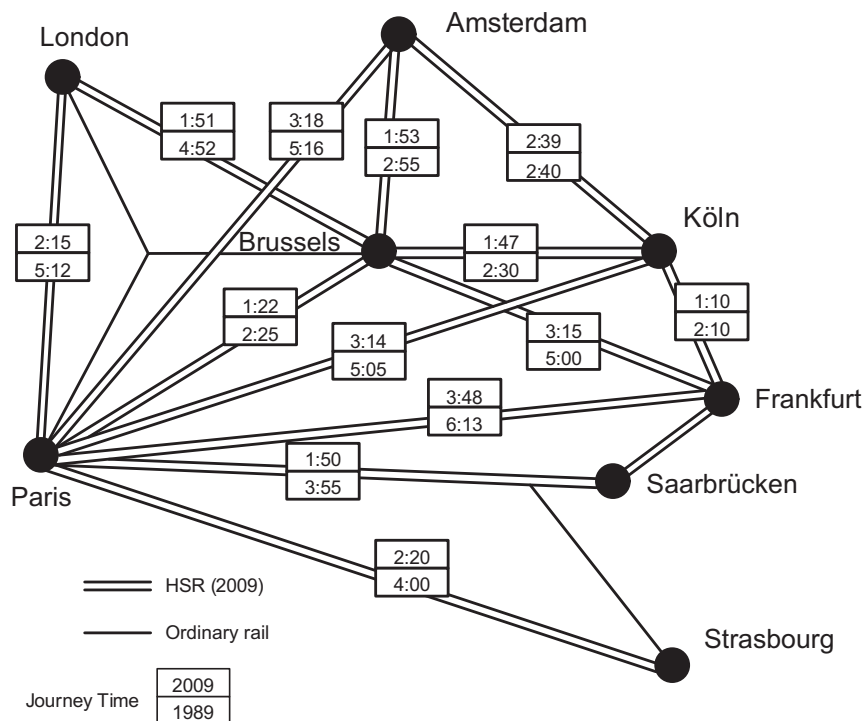 London
Amsterdam
1:51
4:52
3:18
5:16
1:53
2:55
2:39
2:40
Köln
2:15
5:12
Brussels
1:47
2:30
1:22
2:25
3:14
5:05
3:15
5:00
1:10
2:10
3:48
6:13
Frankfurt
Paris
1:50
3:55
Saarbrücken
2:20
4:00
HSR (2009)
Ordinary rail
Strasbourg
Journey Time
2009
1989